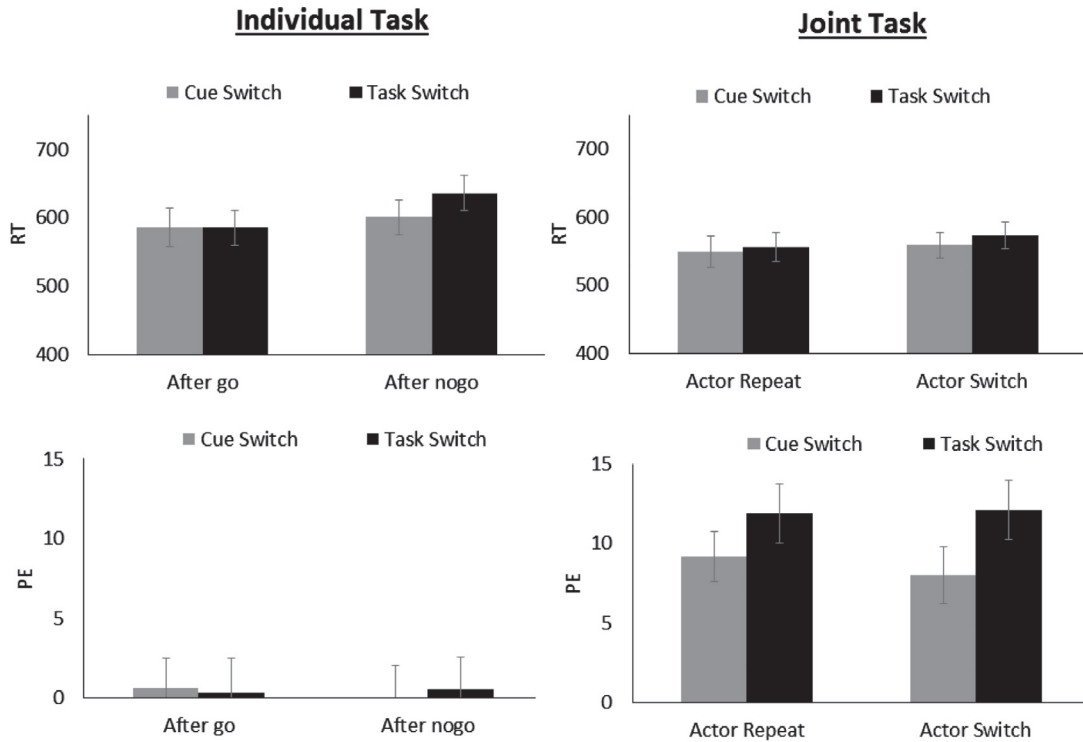 Individual Task
Cue Switch Task Switch
700
600
500
400
RT
After go After nogo
Joint Task
Cue Switch Task Switch
700
600
500
400
RT
Actor Repeat Actor Switch
Cue Switch Task Switch
15
10
5
0
PE
After go After nogo
Cue Switch Task Switch
15
10
5
0
PE
Actor Repeat Actor Switch